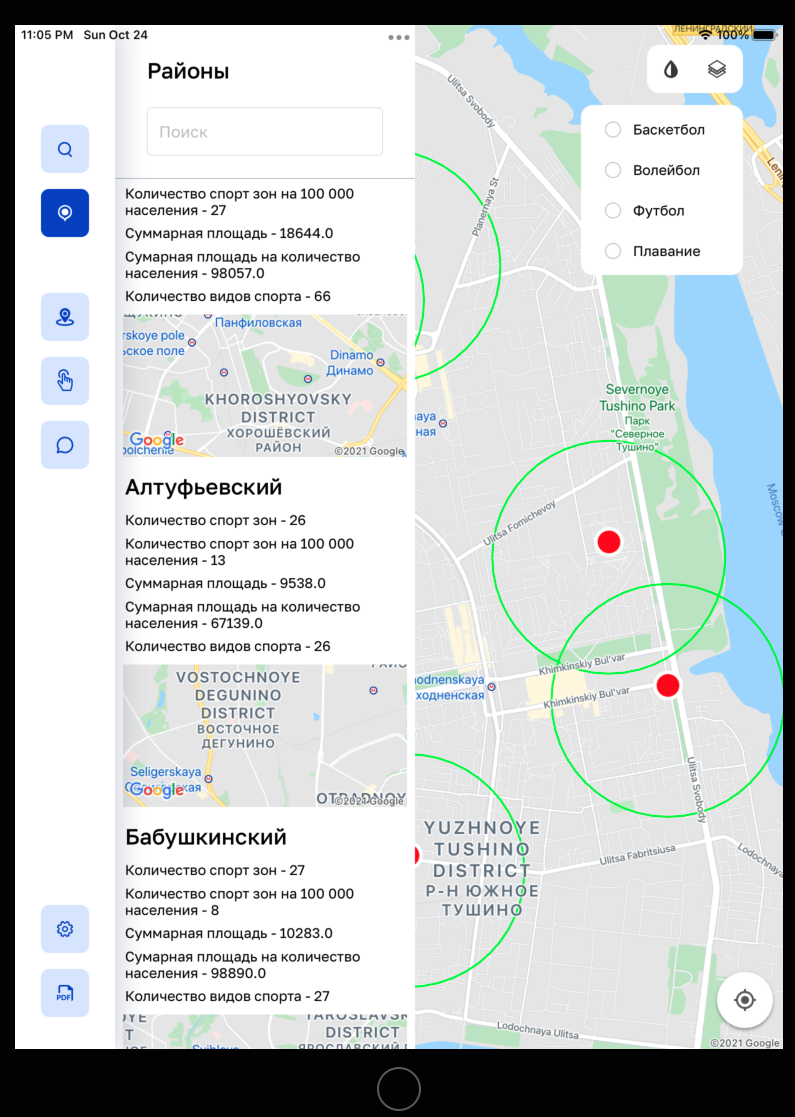 11:05 PM Sun Oct 24
100%
Районы
Поиск
Количество спорт зон на 100 000
населения - 27
Суммарная площадь - 18644.0
Сумарная площадь на количество
населения - 98057.0
Количество видов спорта - 66
Панфиловская
rskoye pole
ьское поле
Dinamo
Динамо
KHOROSHYOVSKY
DISTRICT
ХОРОШЁВСКИЙ
РАЙОН
Google
polchenie
©2021 Google
Алтуфьевский
Количество спорт зон - 26
Количество спорт зон на 100 000
населения - 13
Суммарная площадь - 9538.0
Сумарная площадь на количество
населения - 67139.0
Количество видов спорта - 26
VOSTOCHNOYE
DEGUNINO
DISTRICT
ВОСТОЧНОЕ
ДЕГУНИНО
Seligerskaya
Google
OTRADNOY
©2021 Google
Бабушкинский
Количество спорт зон - 27
Количество спорт зон на 100 000
населения - 8
Суммарная площадь - 10283.0
Сумарная площадь на количество
населения - 98890.0
Количество видов спорта - 27
YAROSLAVSK
DISTRICT
PDF
ЛЕНИНГРАДСКИЙ
Баскетбол
Волейбол
Футбол
Плавание
Ulitsa Svobody
Planernaya St
Severnoye
Tushino Park
Парк
"Северное
Тушино"
Ulitsa Fomichevoy
Moscow
Khimkinskiy Bul'var
Khimkinskiy Bul'var
odnenskaya
ходненская
Ulitsa Svobody
YUZHNOYE
TUSHINO
DISTRICT
Р-Н ЮЖНОЕ
ТУШИНО
Ulitsa Fabritsiusa
Lodochnaya
Lodochnaya Ulitsa
©2021 Google